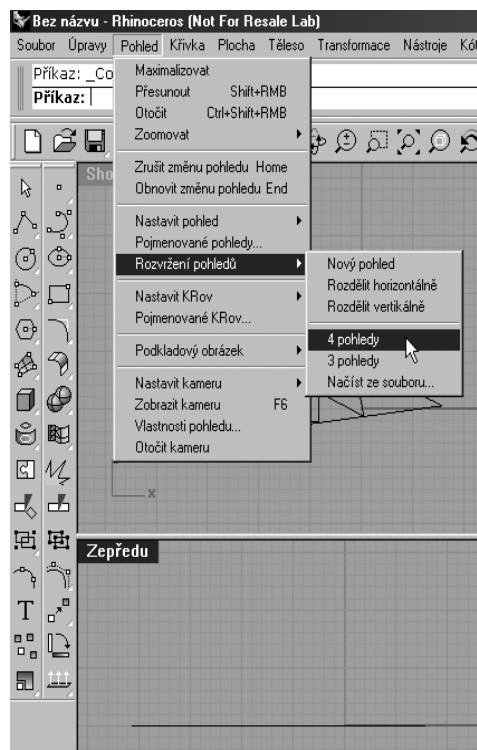 Bez názvu - Rhinoceros (Not For Resale Lab)
Soubor Úpravy Pohled Křivka Plocha Těleso Transformace Nástroje Kót
Příkaz: _Co
Příkaz:
Maximalizovat
Přesunout Shift+RMB
Otočit Ctrl+Shift+RMB
Zoomovat
Zrušit změnu pohledu Home
Obnovit změnu pohledu End
Nastavit pohled
Pojmenované pohledy...
Rozvržení pohledů
Nastavit KRov
Pojmenované KRov...
Podkladový obrázek
Nastavit kameru
Zobrazit kameru F6
Vlastnosti pohledu...
Otočit kameru
Nový pohled
Rozdělit horizontálně
Rozdělit vertikálně
4 pohledy
3 pohledy
Načíst ze souboru...
Sho
x
Zepředu
T